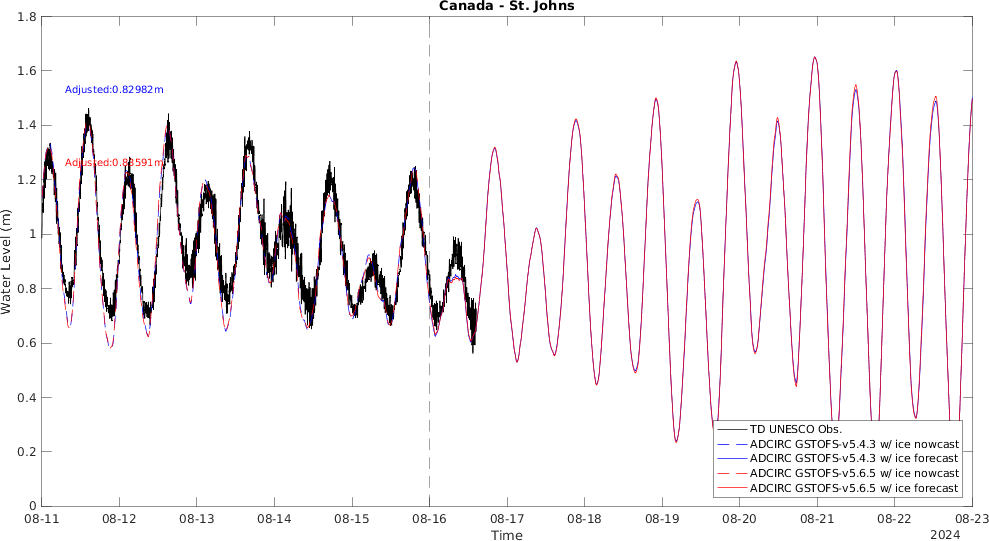 Canada - St. Johns
1.8
1.6
1.4
1.2
1
0.8
0.6
0.4
0.2
0
Water Level (m)
Adjusted:0.82982m
Adjusted:0.83591m
TD UNESCO Obs.
ADCIRC GSTOFS-v5.4.3 w/ ice nowcast
ADCIRC GSTOFS-v5.4.3 w/ ice forecast
ADCIRC GSTOFS-v5.6.5 w/ ice nowcast
ADCIRC GSTOFS-v5.6.5 w/ ice forecast
08-11 08-12 08-13 08-14 08-15 08-16 08-17 08-18 08-19 08-20 08-21 08-22 08-23
Time
2024